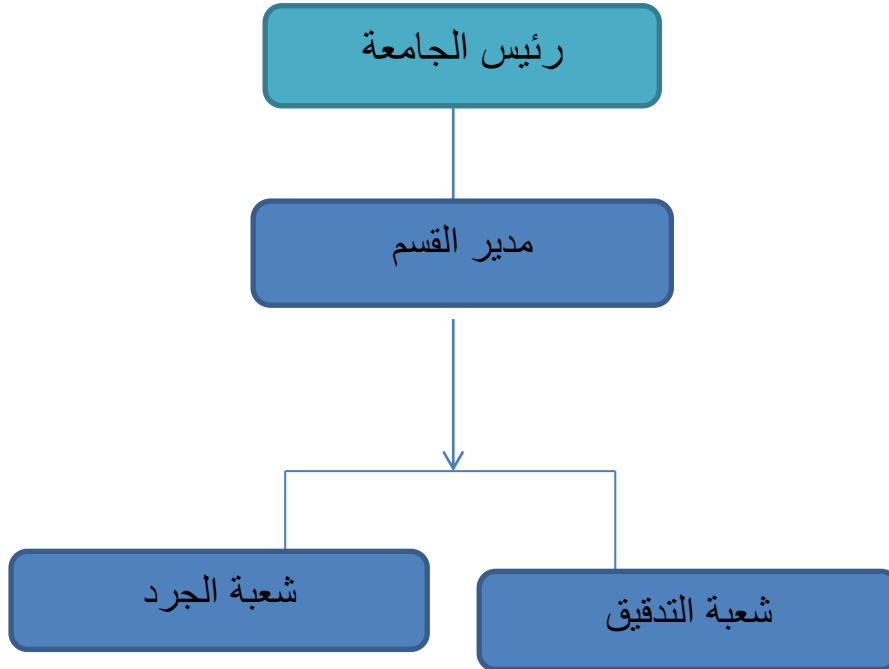 رئيس الجامعة
مدير القسم
شعبة التدقيق
شعبة الجرد